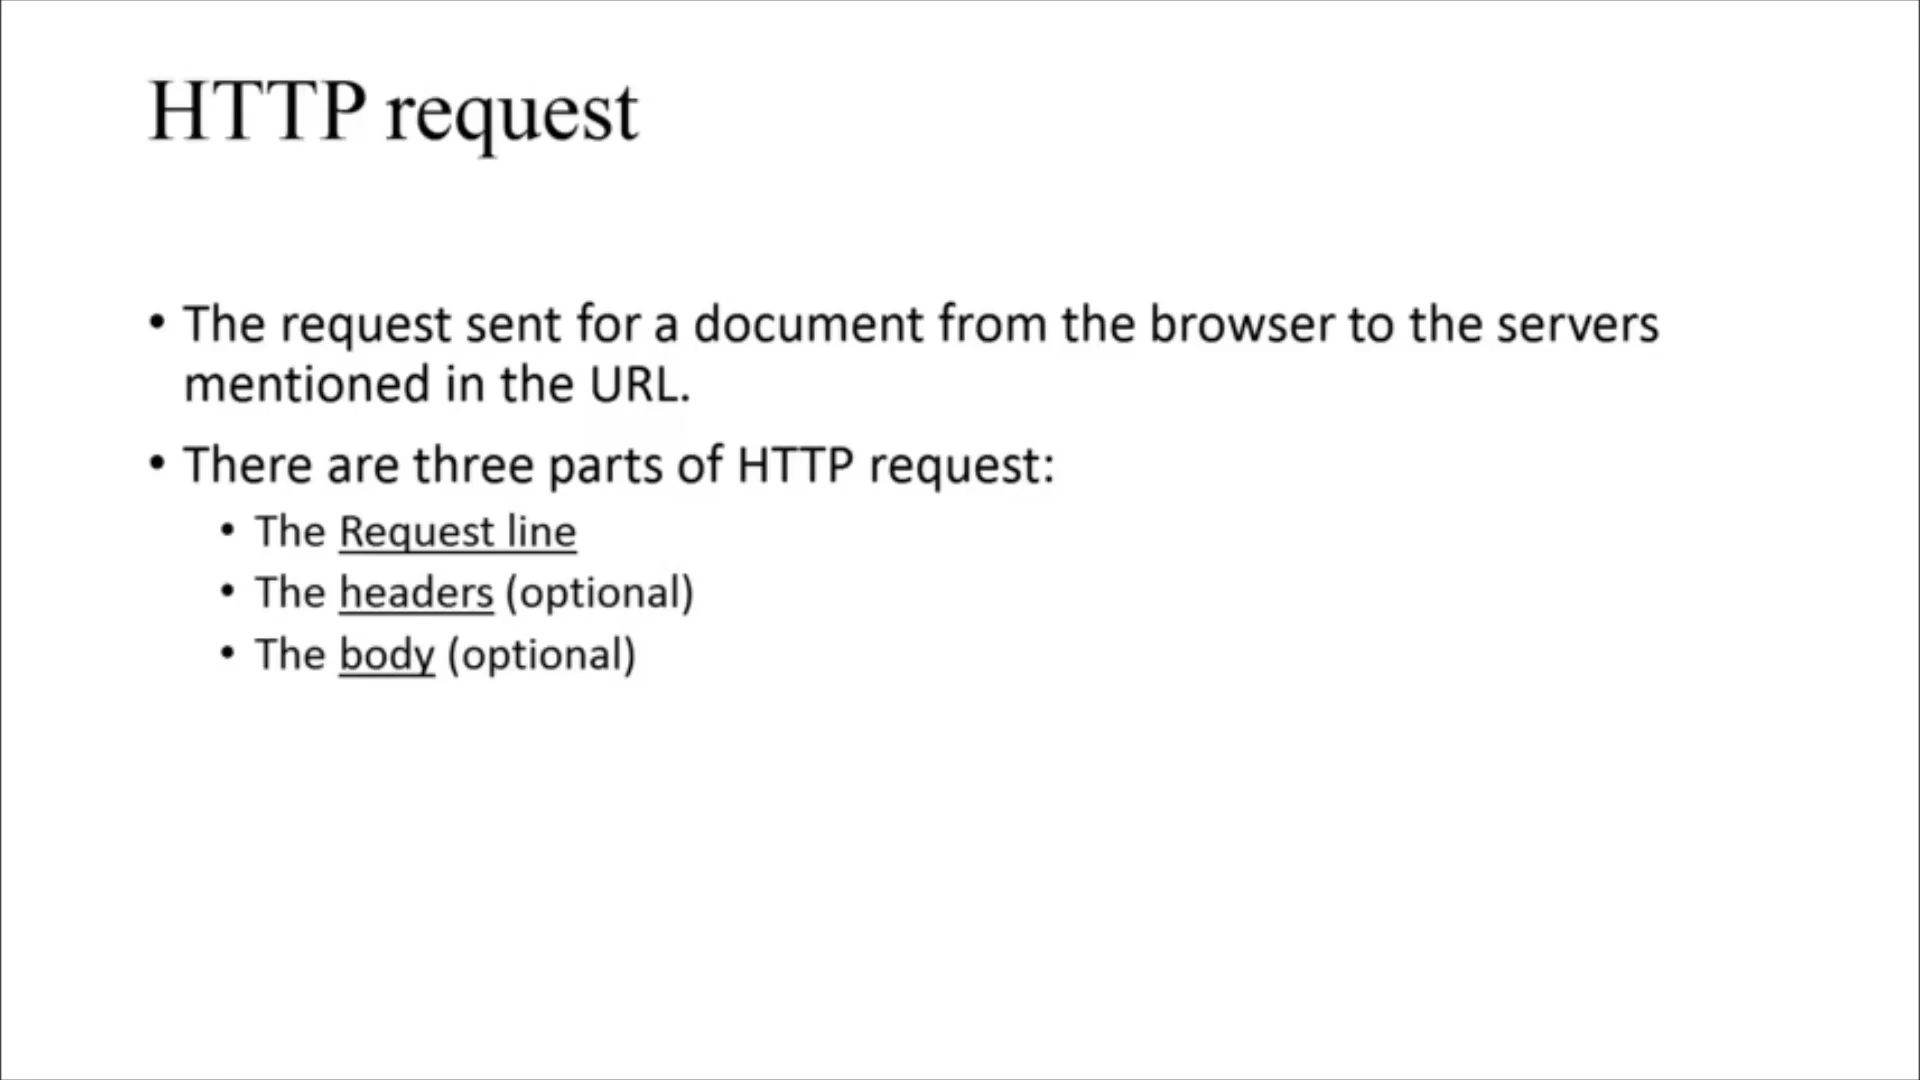 HTTP request
• The request sent for a document from the browser to the servers
mentioned in the URL.
• There are three parts of HTTP request:
• The Request line
• The headers (optional)
• The body (optional)